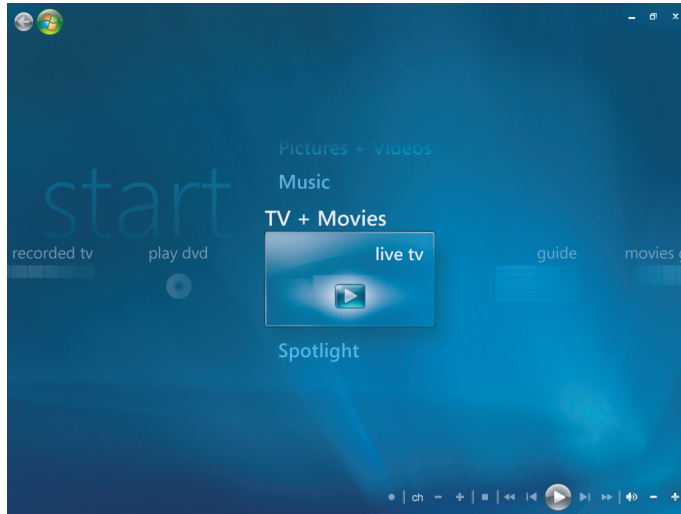 Pictures + Videos
start
Music
TV + Movies
recorded tv
play dvd
live tv
guide
movies
Spotlight
ch